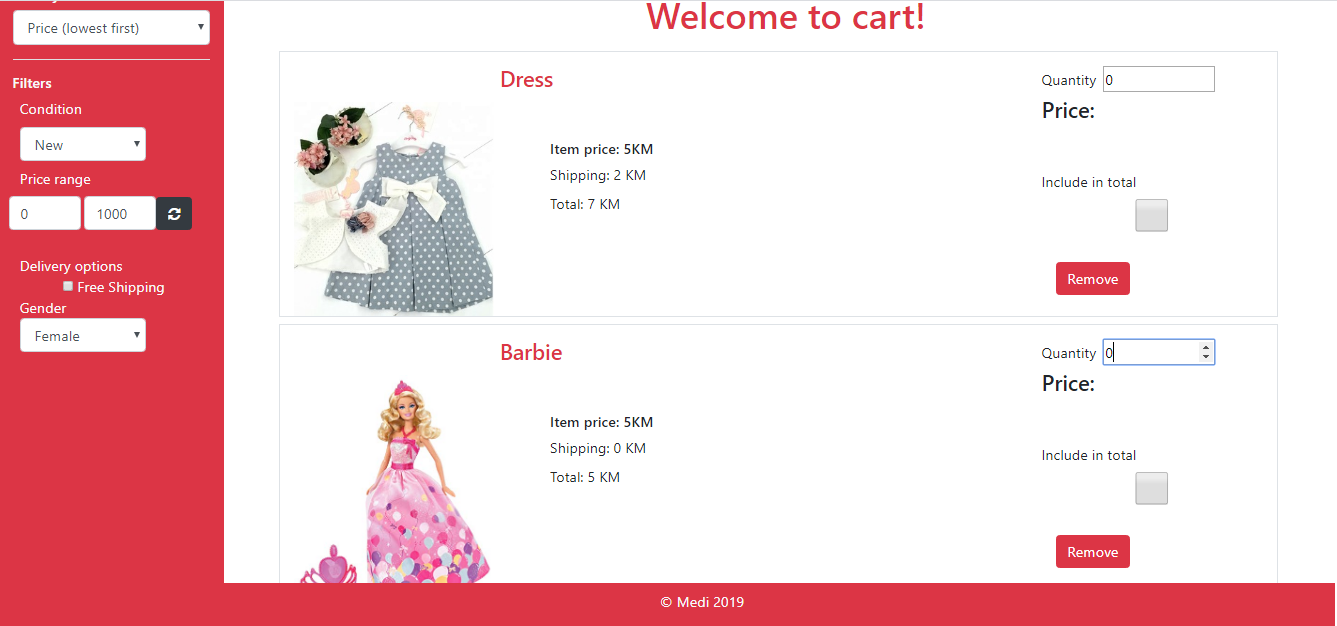 Price (lowest first)
Filters
Condition
New
Price range
0 1000
Delivery options
Free Shipping
Gender
Female
Welcome to cart!
Dress
Quantity 0
Price:
Item price: 5KM
Shipping: 2 KM
Total: 7 KM
Include in total
Remove
Barbie
Quantity 0
Price:
Item price: 5KM
Shipping: 0 KM
Total: 5 KM
Include in total
Remove
© Medi 2019